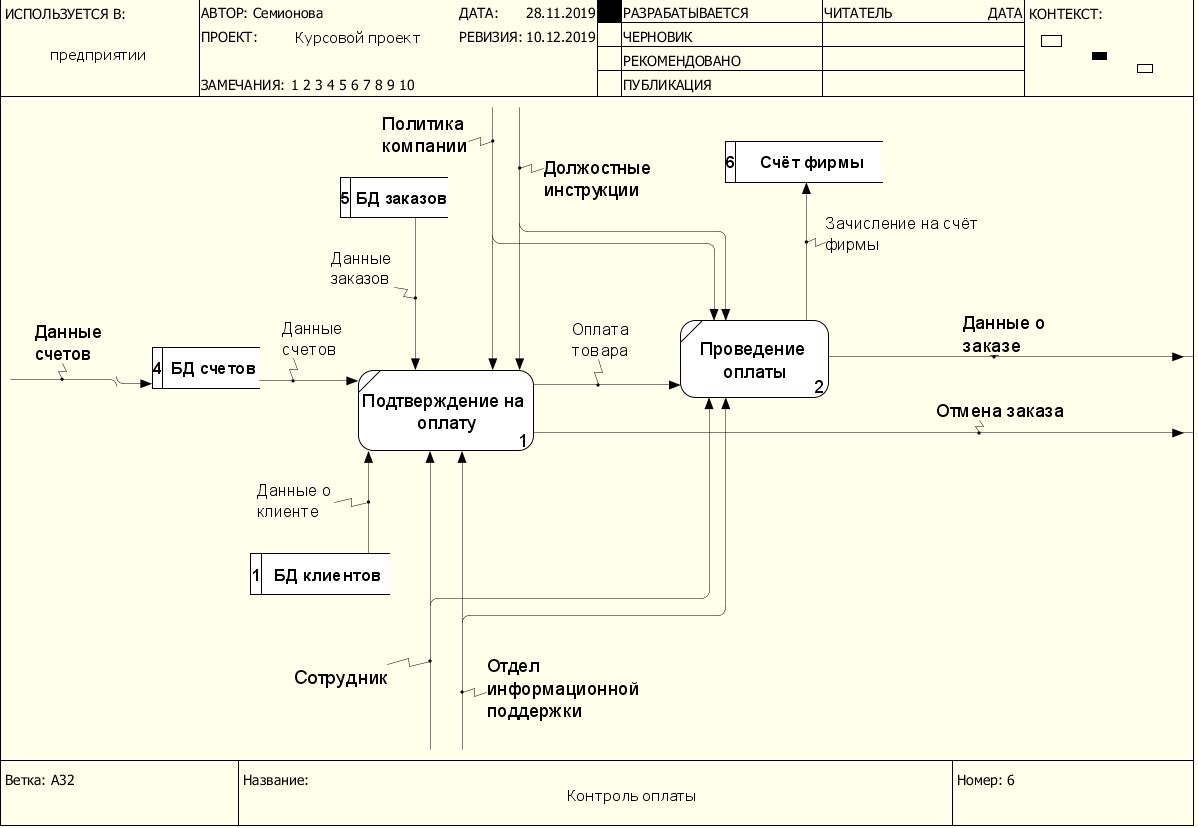 ИСПОЛЬЗУЕТСЯ В:
предприятии
АВТОР: Семионова
ДАТА: 28.11.2019
ПРОЕКТ: Курсовой проект
РЕВИЗИЯ: 10.12.2019
ЗАМЕЧАНИЯ: 1 2 3 4 5 6 7 8 9 10
РАЗРАБАТЫВАЕТСЯ
ЧЕРНОВИК
РЕКОМЕНДОВАНО
ПУБЛИКАЦИЯ
ЧИТАТЕЛЬ
ДАТА
КОНТЕКСТ:
Политика
компании
Должостные
инструкции
6 Счёт фирмы
5 БД заказов
Зачисление на счёт
фирмы
Данные
заказов
Данные
счетов
Данные
счетов
4 БД счетов
Оплата
товара
Данные о
заказе
Проведение
оплаты
2
Подтверждение на
оплату
1
Отмена заказа
Данные о
клиенте
1 БД клиентов
Сотрудник
Отдел
информационной
поддержки
Ветка: A32
Название:
Контроль оплаты
Номер: 6